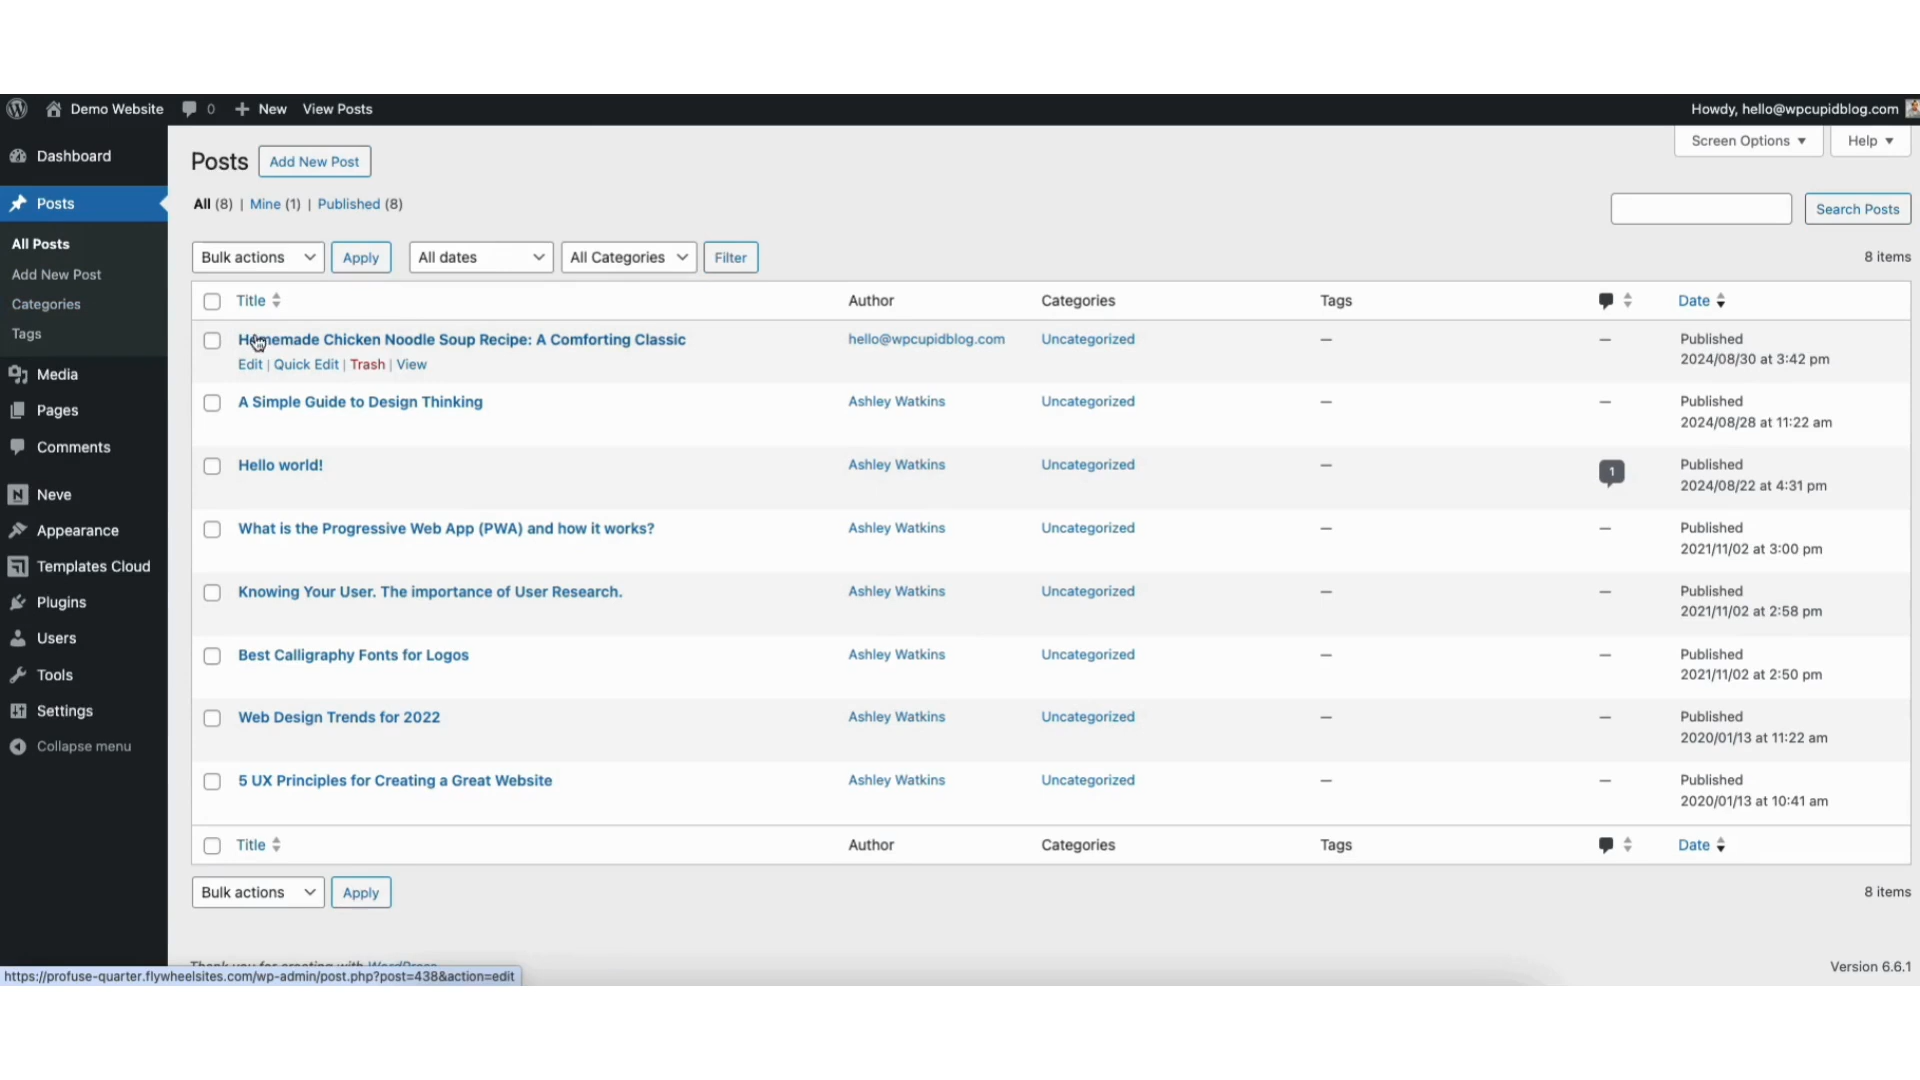 Demo Website 0 New View Posts Howdy, hello@wpcupidblog.com
Screen Options Help
Dashboard
Posts
All Posts
Add New Post
Categories
Tags
Media
Pages
Comments
Neve
Appearance
Templates Cloud
Plugins
Users
Tools
Settings
Collapse menu
Posts Add New Post
All (8) | Mine (1) | Published (8)
Search Posts
Bulk actions Apply All dates All Categories Filter 8 items
Title Author Categories Tags Date
Homemade Chicken Noodle Soup Recipe: A Comforting Classic hello@wpcupidblog.com Uncategorized — — Published
Edit | Quick Edit | Trash | View 2024/08/30 at 3:42 pm
A Simple Guide to Design Thinking Ashley Watkins Uncategorized — — Published
2024/08/28 at 11:22 am
Hello world! Ashley Watkins Uncategorized — 1 Published
2024/08/22 at 4:31 pm
What is the Progressive Web App (PWA) and how it works? Ashley Watkins Uncategorized — — Published
2021/11/02 at 3:00 pm
Knowing Your User. The importance of User Research. Ashley Watkins Uncategorized — — Published
2021/11/02 at 2:58 pm
Best Calligraphy Fonts for Logos Ashley Watkins Uncategorized — — Published
2021/11/02 at 2:50 pm
Web Design Trends for 2022 Ashley Watkins Uncategorized — — Published
2020/01/13 at 11:22 am
5 UX Principles for Creating a Great Website Ashley Watkins Uncategorized — — Published
2020/01/13 at 10:41 am
Title Author Categories Tags Date
Bulk actions Apply 8 items
Thank you for creating with WordPress
Version 6.6.1
https://profuse-quarter.flywheelsites.com/wp-admin/post.php?post=438&action=edit